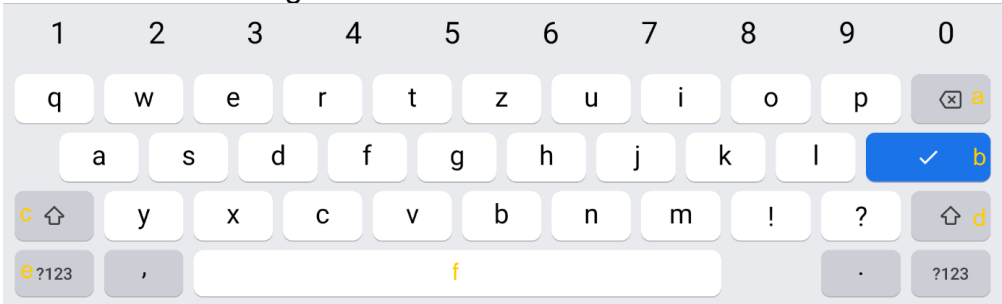 1 2 3 4 5 6 7 8 9 0
q w e r t z u i o p a
a s d f g h j k l b
c y x c v b n m ! ? d
e ?123 , f . ?123